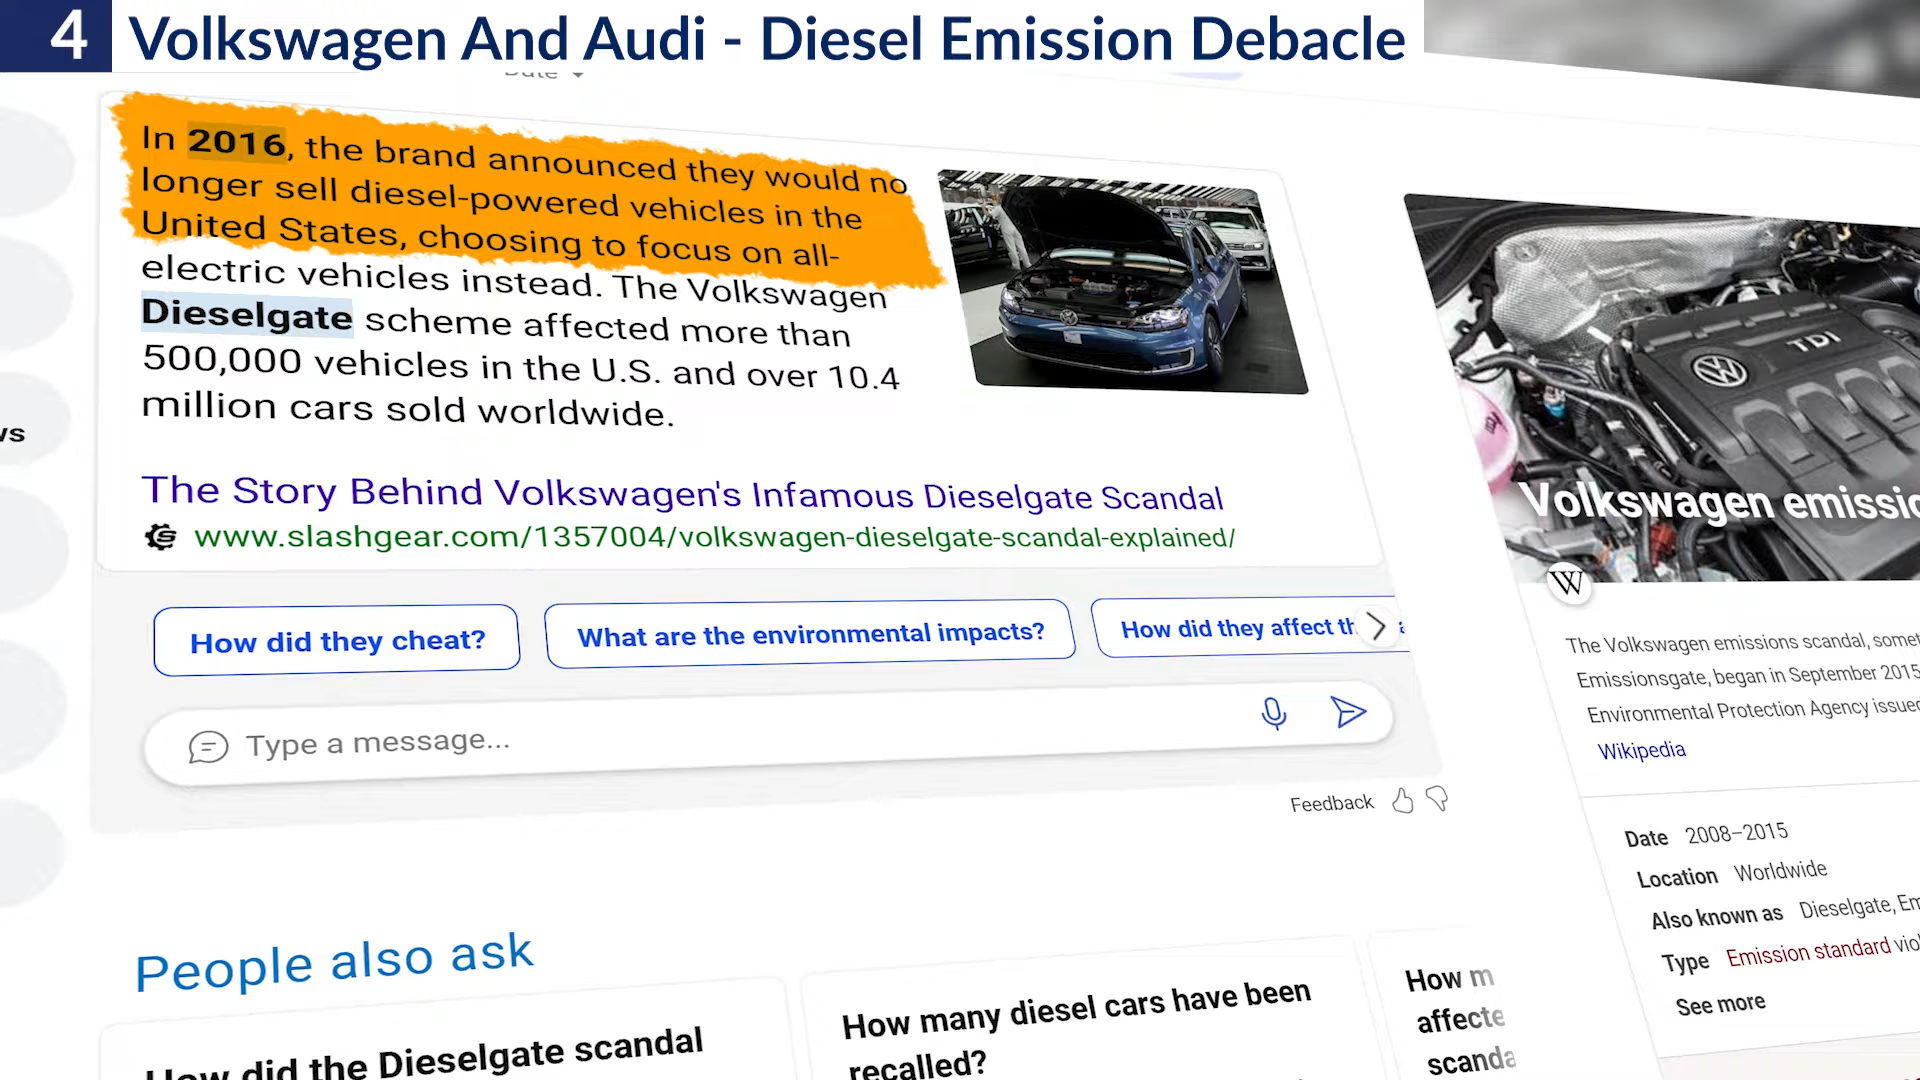 4 Volkswagen And Audi - Diesel Emission Debacle
In 2016, the brand announced they would no
longer sell diesel-powered vehicles in the
United States, choosing to focus on all-
electric vehicles instead. The Volkswagen
Dieselgate scheme affected more than
500,000 vehicles in the U.S. and over 10.4
million cars sold worldwide.
The Story Behind Volkswagen's Infamous Dieselgate Scandal
www.slashgear.com/1357004/volkswagen-dieselgate-scandal-explained/
How did they cheat?
What are the environmental impacts?
How did they affect
Type a message...
Feedback
People also ask
How did the Dieselgate scandal
How many diesel cars have been
recalled?
How m
affecte
scanda
TDI
Volkswagen emissio
W
The Volkswagen emissions scandal, somet
Emissionsgate, began in September 2015
Environmental Protection Agency issued
Wikipedia
Date 2008–2015
Location Worldwide
Also known as Dieselgate, Em
Type Emission standard viol
See more